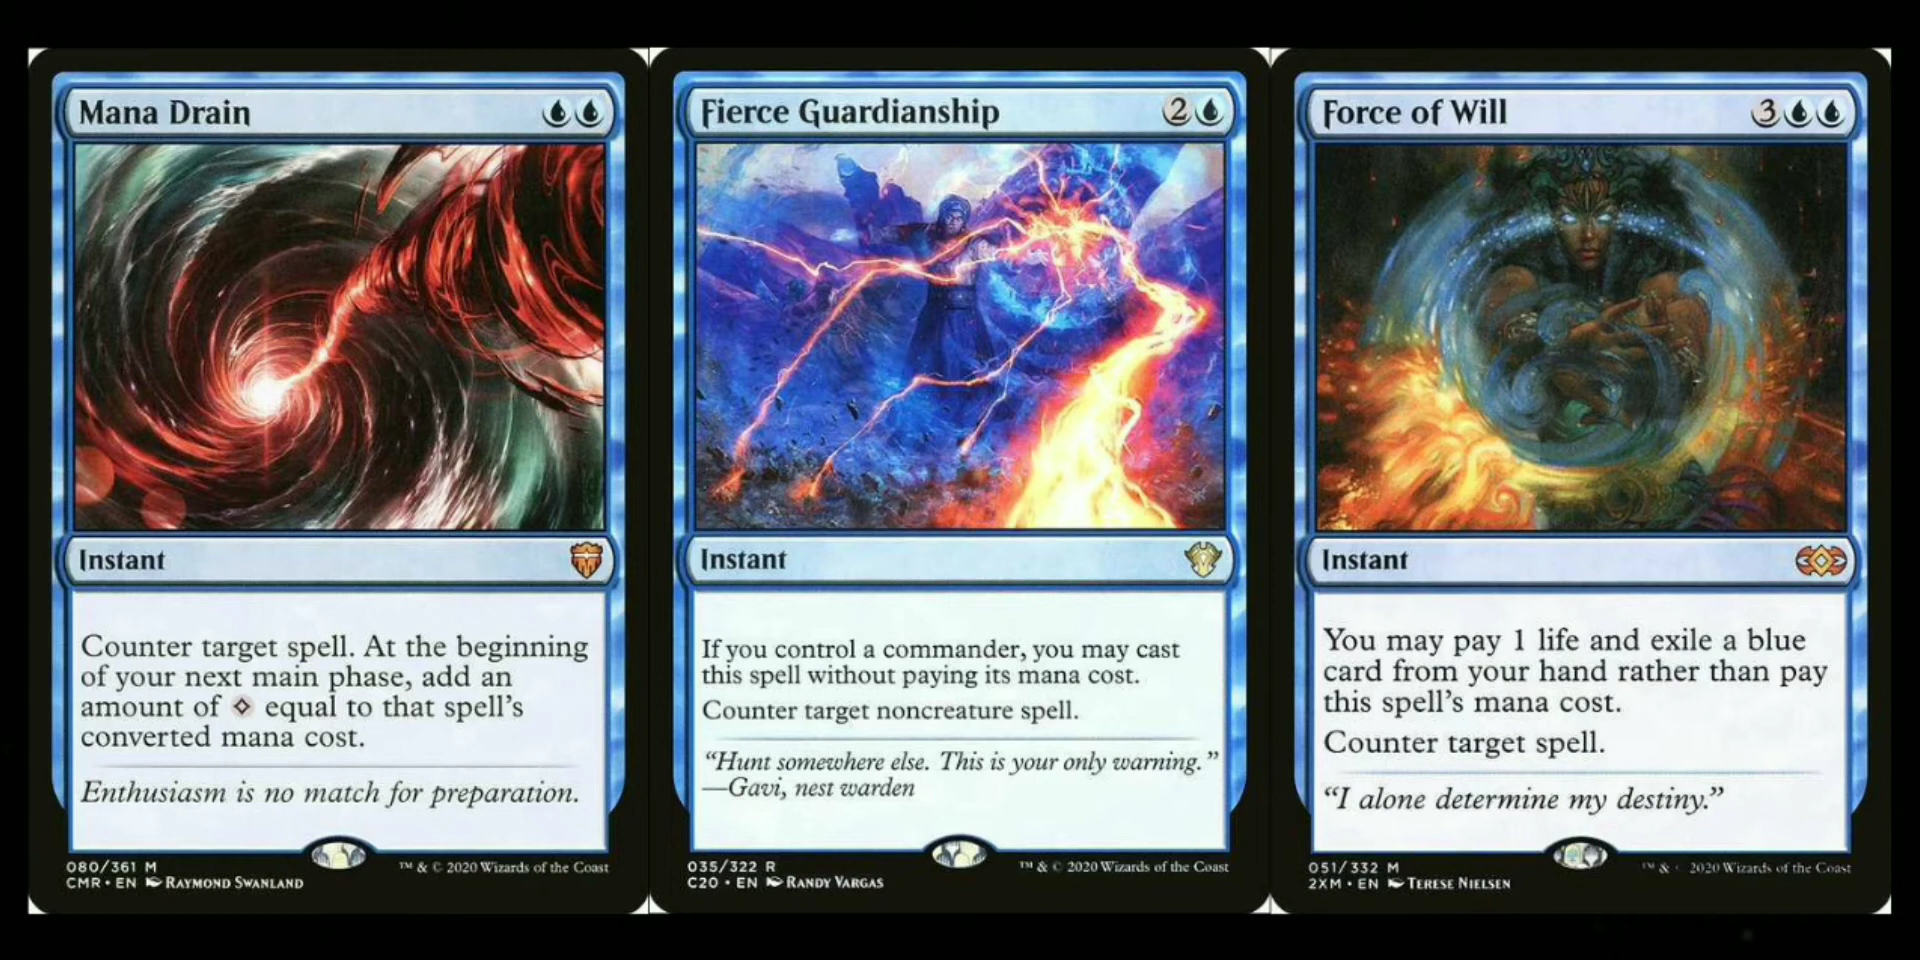 Mana Drain
Instant
Counter target spell. At the beginning
of your next main phase, add an
amount of equal to that spell's
converted mana cost.
Enthusiasm is no match for preparation.
080/361 M
CMR • EN RAYMOND SWANLAND
™ & © 2020 Wizards of the Coast
Fierce Guardianship 2
Instant
If you control a commander, you may cast
this spell without paying its mana cost.
Counter target noncreature spell.
"Hunt somewhere else. This is your only warning."
—Gavi, nest warden
035/322 R
C20 • EN RANDY VARGAS
™ & © 2020 Wizards of the Coast
Force of Will 3
Instant
You may pay 1 life and exile a blue
card from your hand rather than pay
this spell's mana cost.
Counter target spell.
"I alone determine my destiny."
051/332 M
2XM • EN TERESE NIELSEN
™ & © 2020 Wizards of the Coast